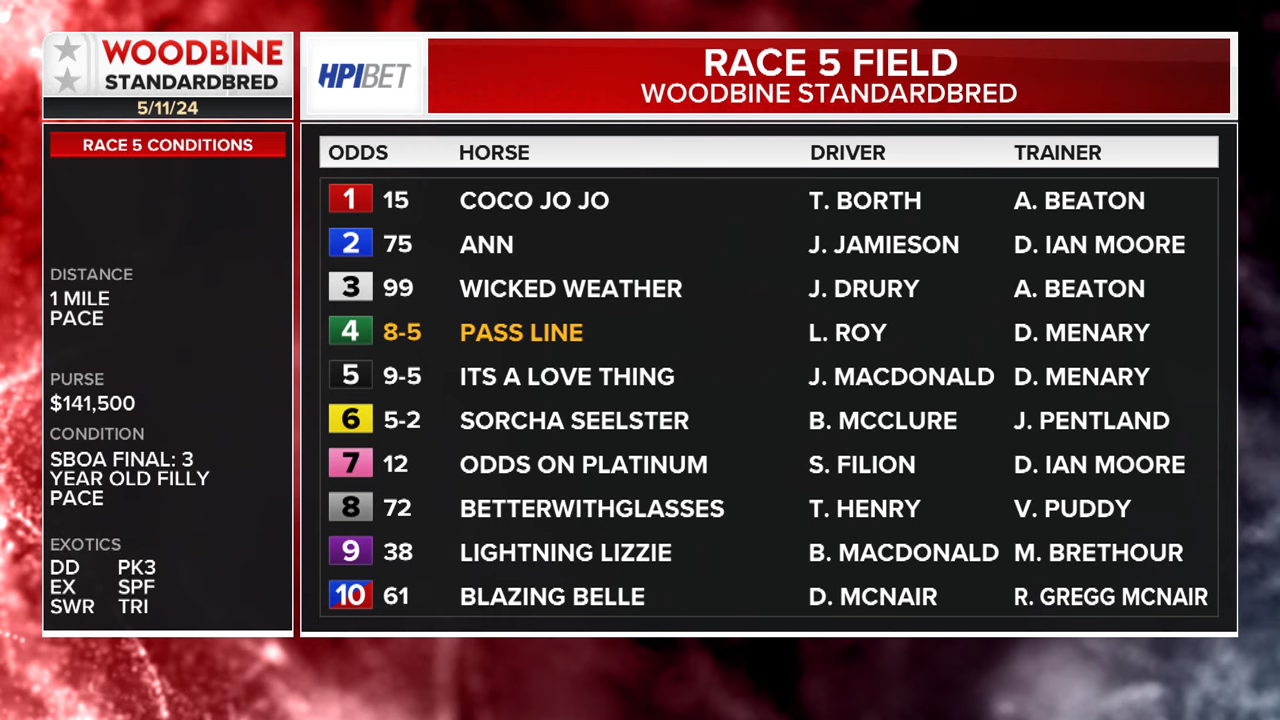 WOODBINE
STANDARDBRED
5/11/24
RACE 5 CONDITIONS
DISTANCE
1 MILE
PACE
PURSE
$141,500
CONDITION
SBOA FINAL: 3
YEAR OLD FILLY
PACE
EXOTICS
DD PK3
EX SPF
SWR TRI
HPIBET
RACE 5 FIELD
WOODBINE STANDARDBRED
ODDS HORSE DRIVER TRAINER
1 15 COCO JO JO T. BORTH A. BEATON
2 75 ANN J. JAMIESON D. IAN MOORE
3 99 WICKED WEATHER J. DRURY A. BEATON
4 8-5 PASS LINE L. ROY D. MENARY
5 9-5 ITS A LOVE THING J. MACDONALD D. MENARY
6 5-2 SORCHA SEELSTER B. MCCLURE J. PENTLAND
7 12 ODDS ON PLATINUM S. FILION D. IAN MOORE
8 72 BETTERWITHGLASSES T. HENRY V. PUDDY
9 38 LIGHTNING LIZZIE B. MACDONALD M. BRETHOUR
10 61 BLAZING BELLE D. MCNAIR R. GREGG MCNAIR